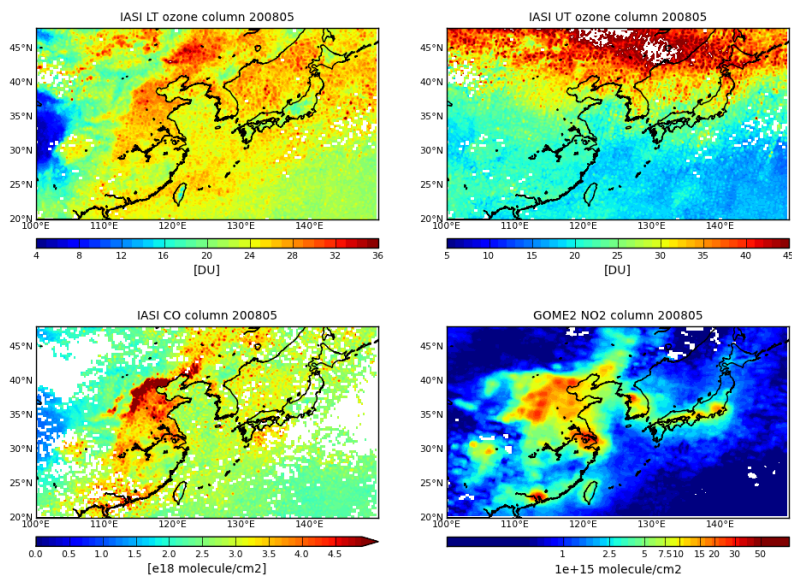 IASI LT ozone column 200805
IASI UT ozone column 200805
45°N
40°N
35°N
30°N
25°N
20°N
100°E 110°E 120°E 130°E 140°E
4 8 12 16 20 24 28 32 36
[DU]
45°N
40°N
35°N
30°N
25°N
20°N
100°E 110°E 120°E 130°E 140°E
5 10 15 20 25 30 35 40 45
[DU]
IASI CO column 200805
GOME2 NO2 column 200805
45°N
40°N
35°N
30°N
25°N
20°N
100°E 110°E 120°E 130°E 140°E
0.0 0.5 1.0 1.5 2.0 2.5 3.0 3.5 4.0 4.5
[e18 molecule/cm2]
45°N
40°N
35°N
30°N
25°N
20°N
100°E 110°E 120°E 130°E 140°E
1 2.5 5 7.5 10 15 20 30 50
1e+15 molecule/cm2